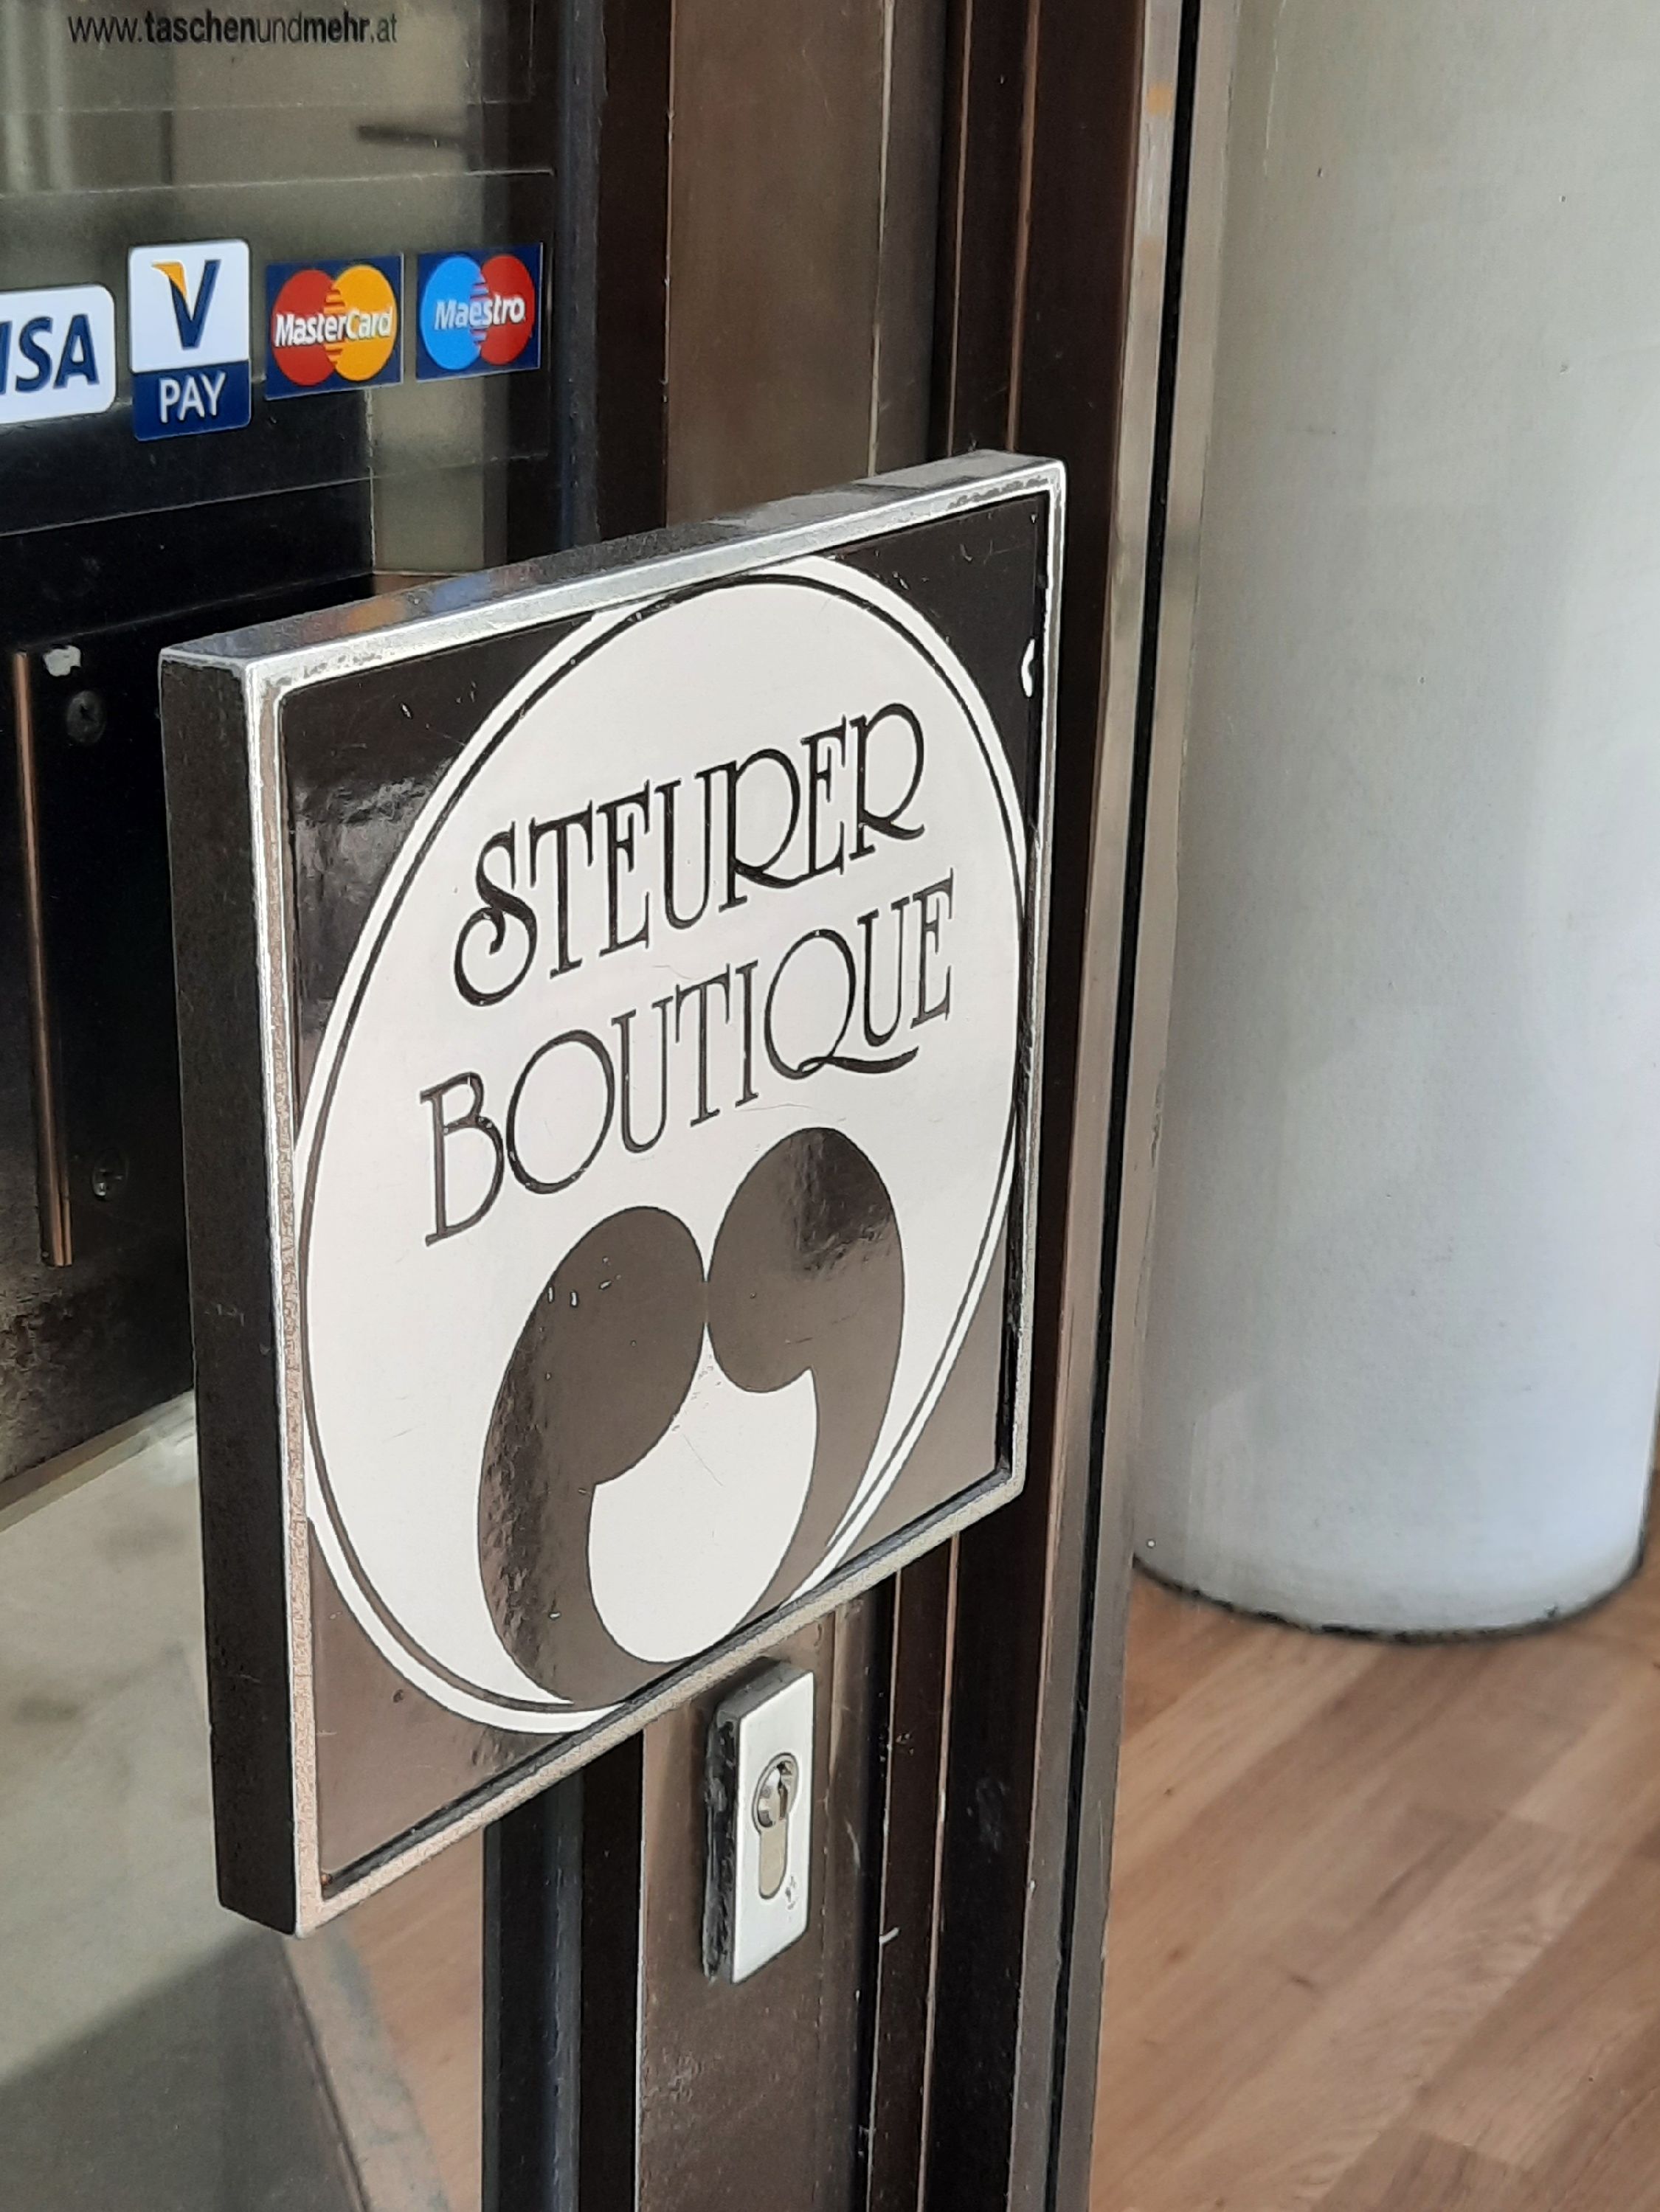 www.taschenundmehr.at
VISA
V
PAY
MasterCard
Maestro
STEURER
BOUTIQUE